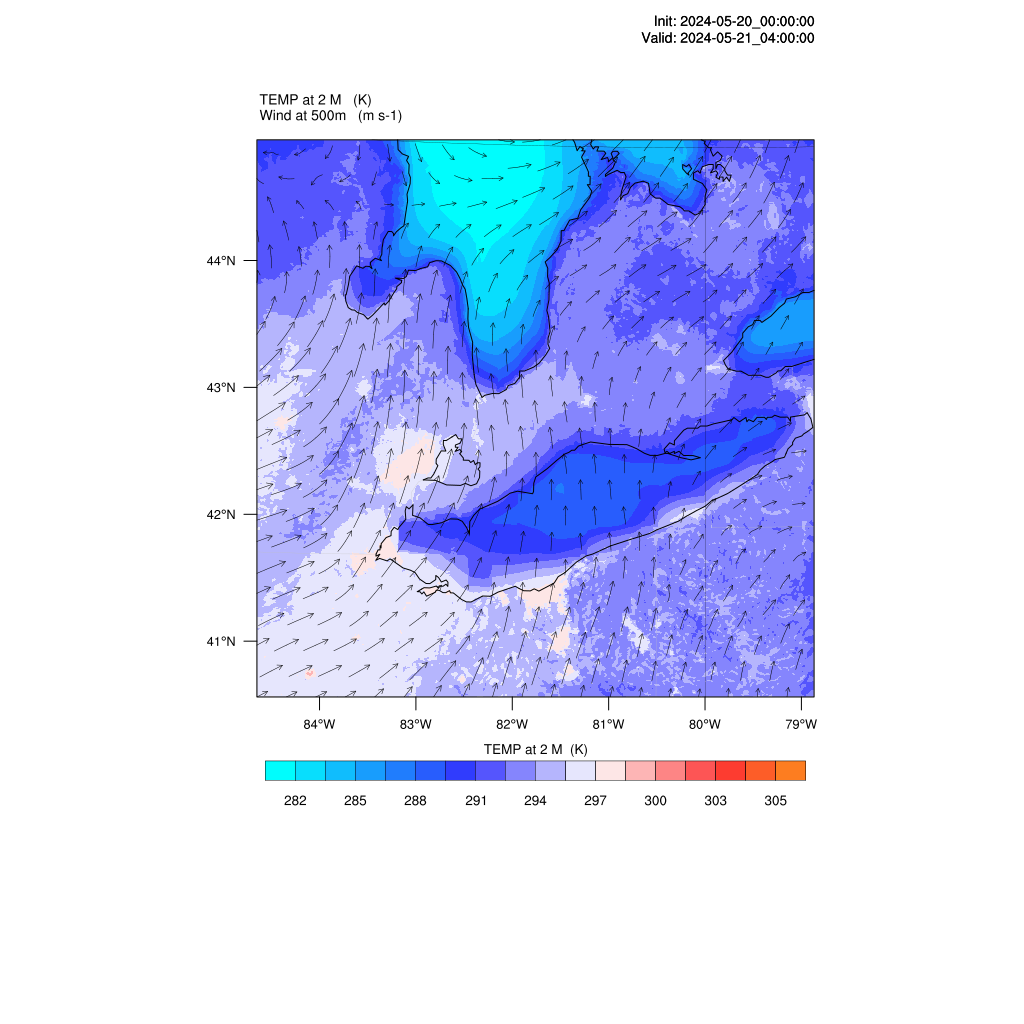 Init: 2024-05-20_00:00:00
Valid: 2024-05-21_04:00:00
TEMP at 2 M (K)
Wind at 500m (m s-1)
44°N
43°N
42°N
41°N
84°W 83°W 82°W 81°W 80°W 79°W
TEMP at 2 M (K)
282 285 288 291 294 297 300 303 305